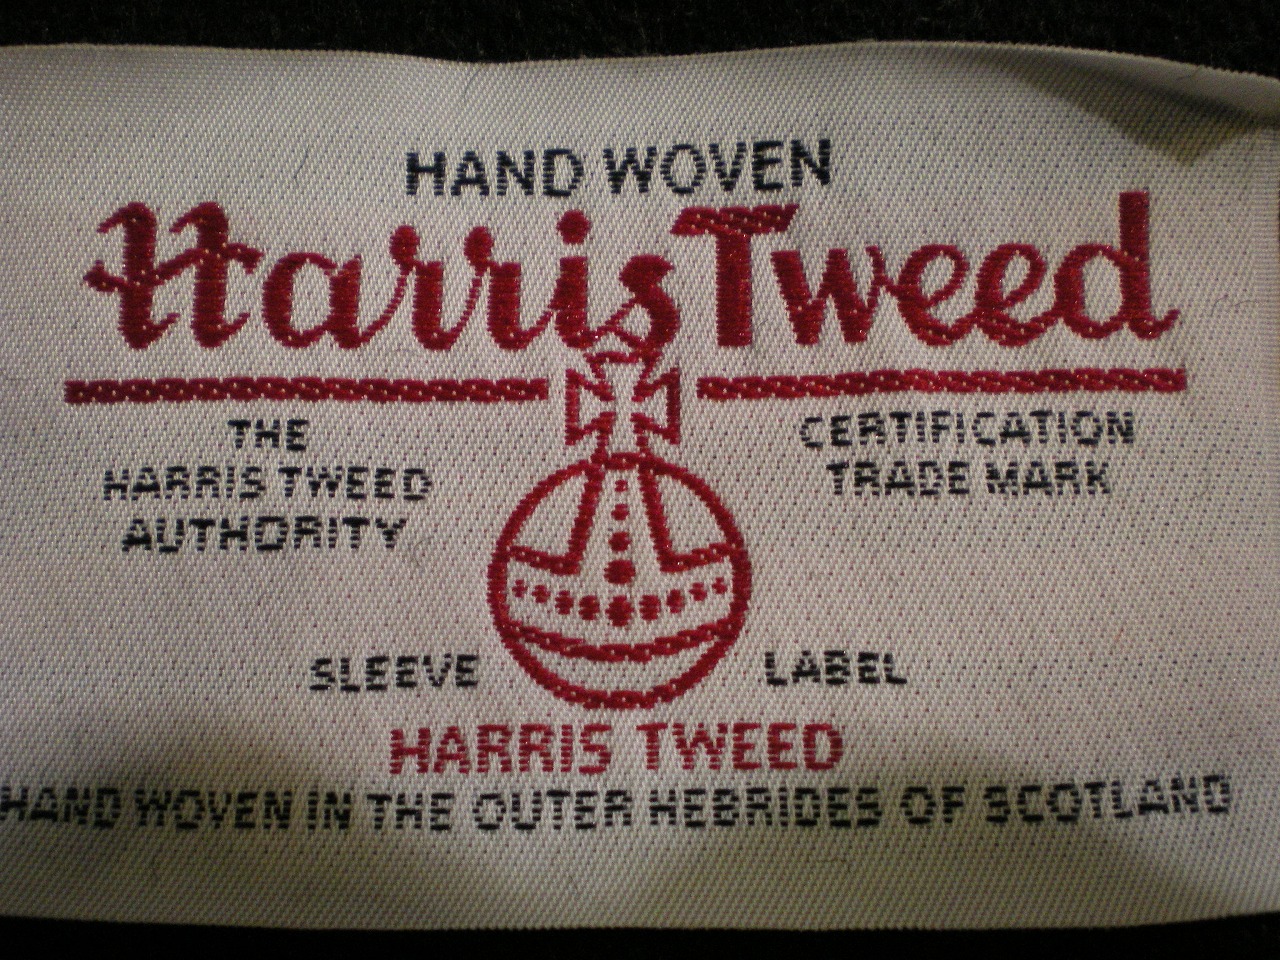 HAND WOVEN
Harris Tweed
THE
HARRIS TWEED
AUTHORITY
CERTIFICATION
TRADE MARK
SLEEVE LABEL
HARRIS TWEED
HAND WOVEN IN THE OUTER HEBRIDES OF SCOTLAND